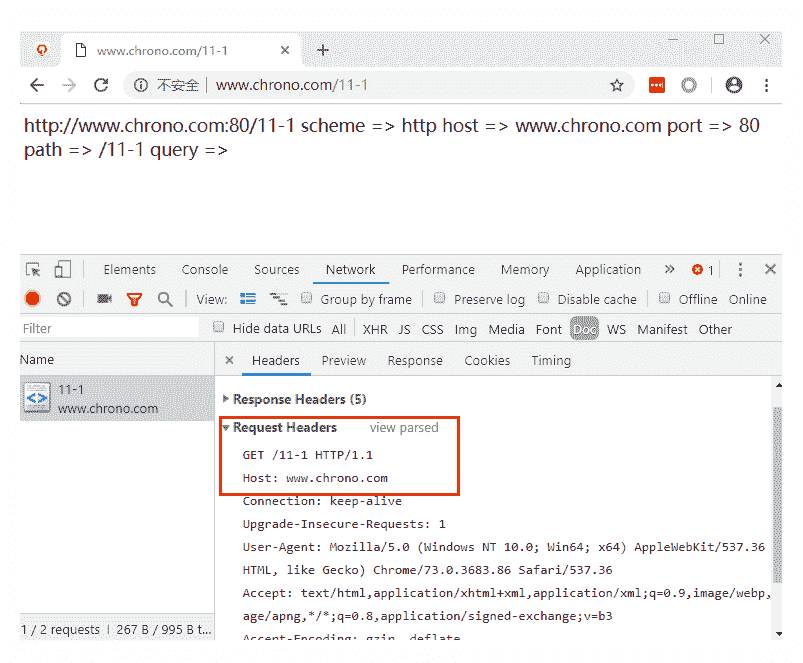 www.chrono.com/11-1
不安全 www.chrono.com/11-1
http://www.chrono.com:80/11-1 scheme => http host => www.chrono.com port => 80
path => /11-1 query =>
Elements Console Sources Network Performance Memory Application 1
View: Group by frame Preserve log Disable cache Offline Online
Filter Hide data URLs All XHR JS CSS Img Media Font Doc WS Manifest Other
Name Headers Preview Response Cookies Timing
11-1
www.chrono.com
Response Headers (5)
Request Headers view parsed
GET /11-1 HTTP/1.1
Host: www.chrono.com
Connection: keep-alive
Upgrade-Insecure-Requests: 1
User-Agent: Mozilla/5.0 (Windows NT 10.0; Win64; x64) AppleWebKit/537.36
HTML, like Gecko) Chrome/73.0.3683.86 Safari/537.36
Accept: text/html,application/xhtml+xml,application/xml;q=0.9,image/webp,
age/apng,*/*;q=0.8,application/signed-exchange;v=b3
Accept-Encoding: gzip, deflate
1 / 2 requests | 267 B / 995 B t...